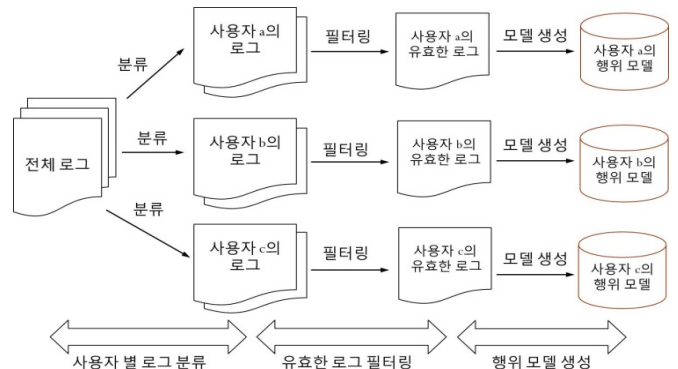 사용자 a의
로그
필터링
사용자 a의
유효한 로그
모델 생성
사용자 a의
행위 모델
분류
전체 로그
분류
사용자 b의
로그
필터링
사용자 b의
유효한 로그
모델 생성
사용자 b의
행위 모델
분류
사용자 c의
로그
필터링
사용자 c의
유효한 로그
모델 생성
사용자 c의
행위 모델
사용자 별 로그 분류
유효한 로그 필터링
행위 모델 생성